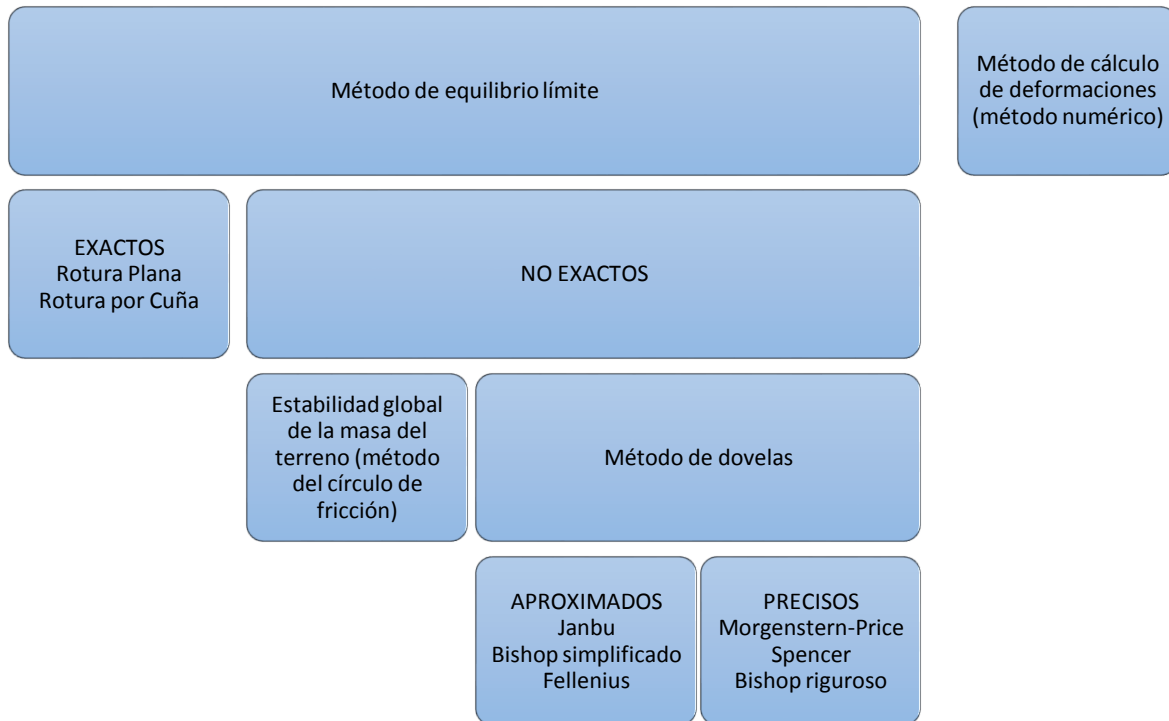 Método de equilibrio límite
Método de cálculo
de deformaciones
(método numérico)
EXACTOS
Rotura Plana
Rotura por Cuña
NO EXACTOS
Estabilidad global
de la masa del
terreno (método
del círculo de
fricción)
Método de dovelas
APROXIMADOS
Janbu
Bishop simplificado
Fellenius
PRECISOS
Morgenstern-Price
Spencer
Bishop riguroso